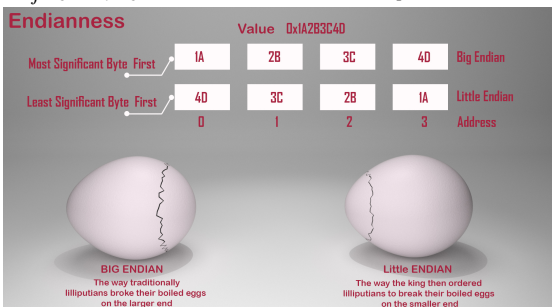 Endianness
Value 0x1A2B3C4D
Most Significant Byte First 1A 2B 3C 4D Big Endian
Least Significant Byte First 4D 3C 2B 1A Little Endian
0 1 2 3 Address
BIG ENDIAN
The way traditionally
lilliputians broke their boiled eggs
on the larger end
Little ENDIAN
The way the king then ordered
lilliputians to break their boiled eggs
on the smaller end